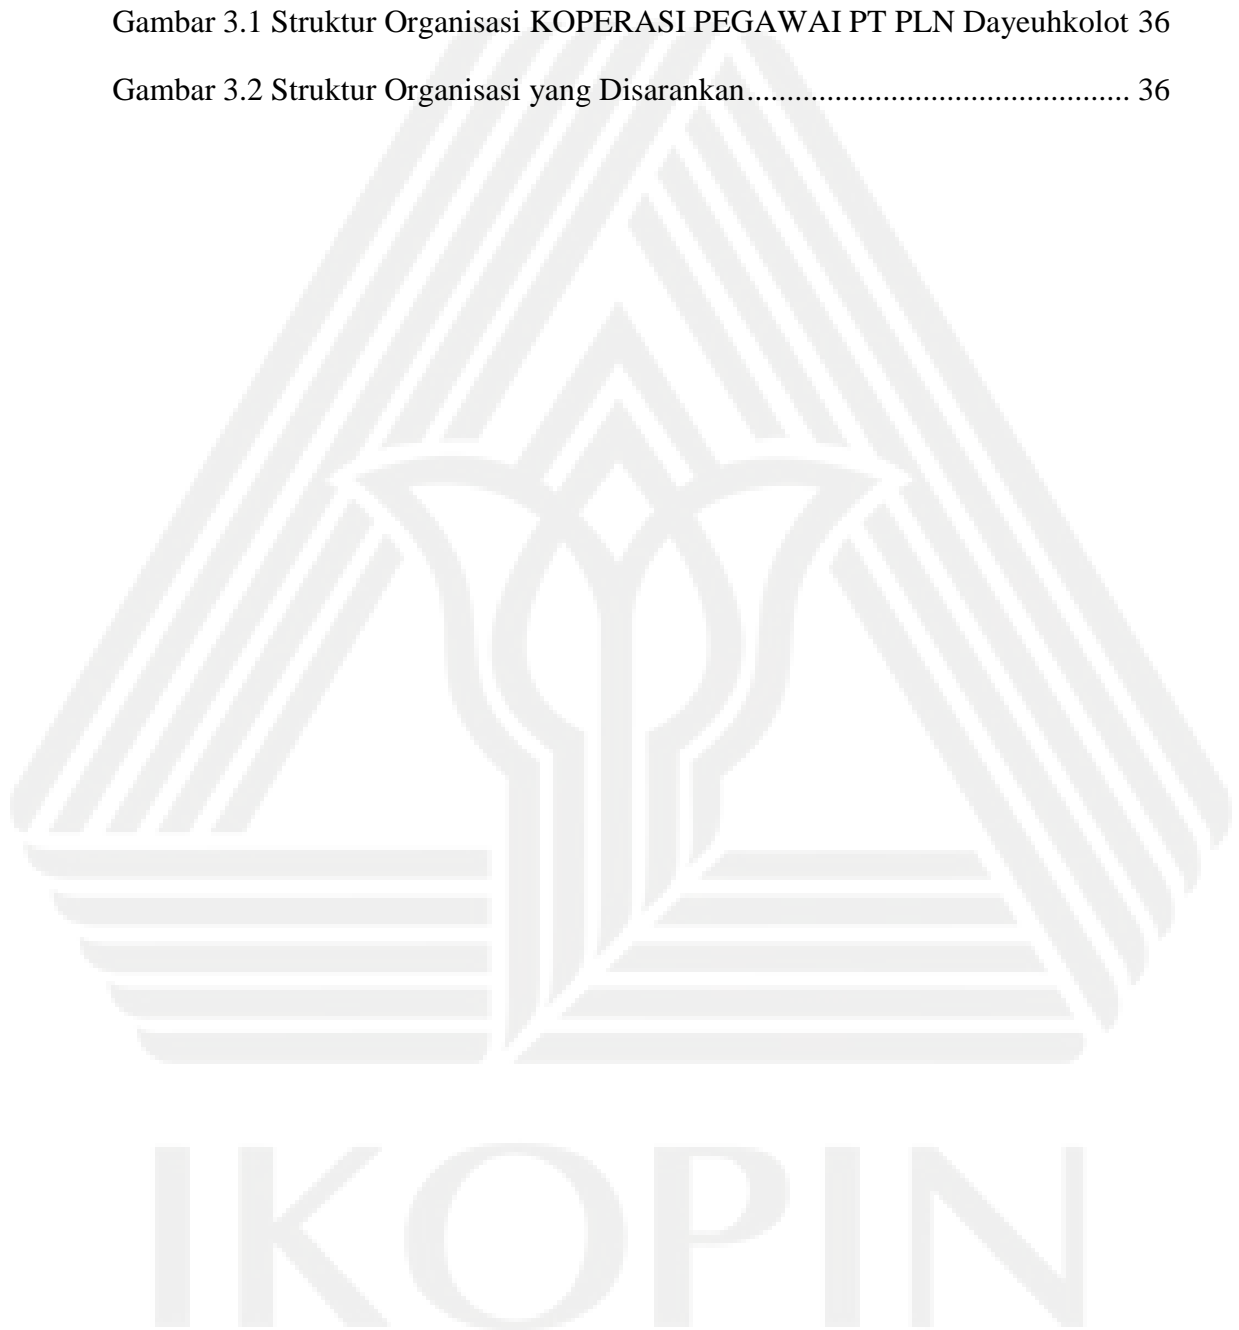 Gambar 3.1 Struktur Organisasi KOPERASI PEGAWAI PT PLN Dayeuhkolot 36
Gambar 3.2 Struktur Organisasi yang Disarankan............................................ 36
IKOPIN